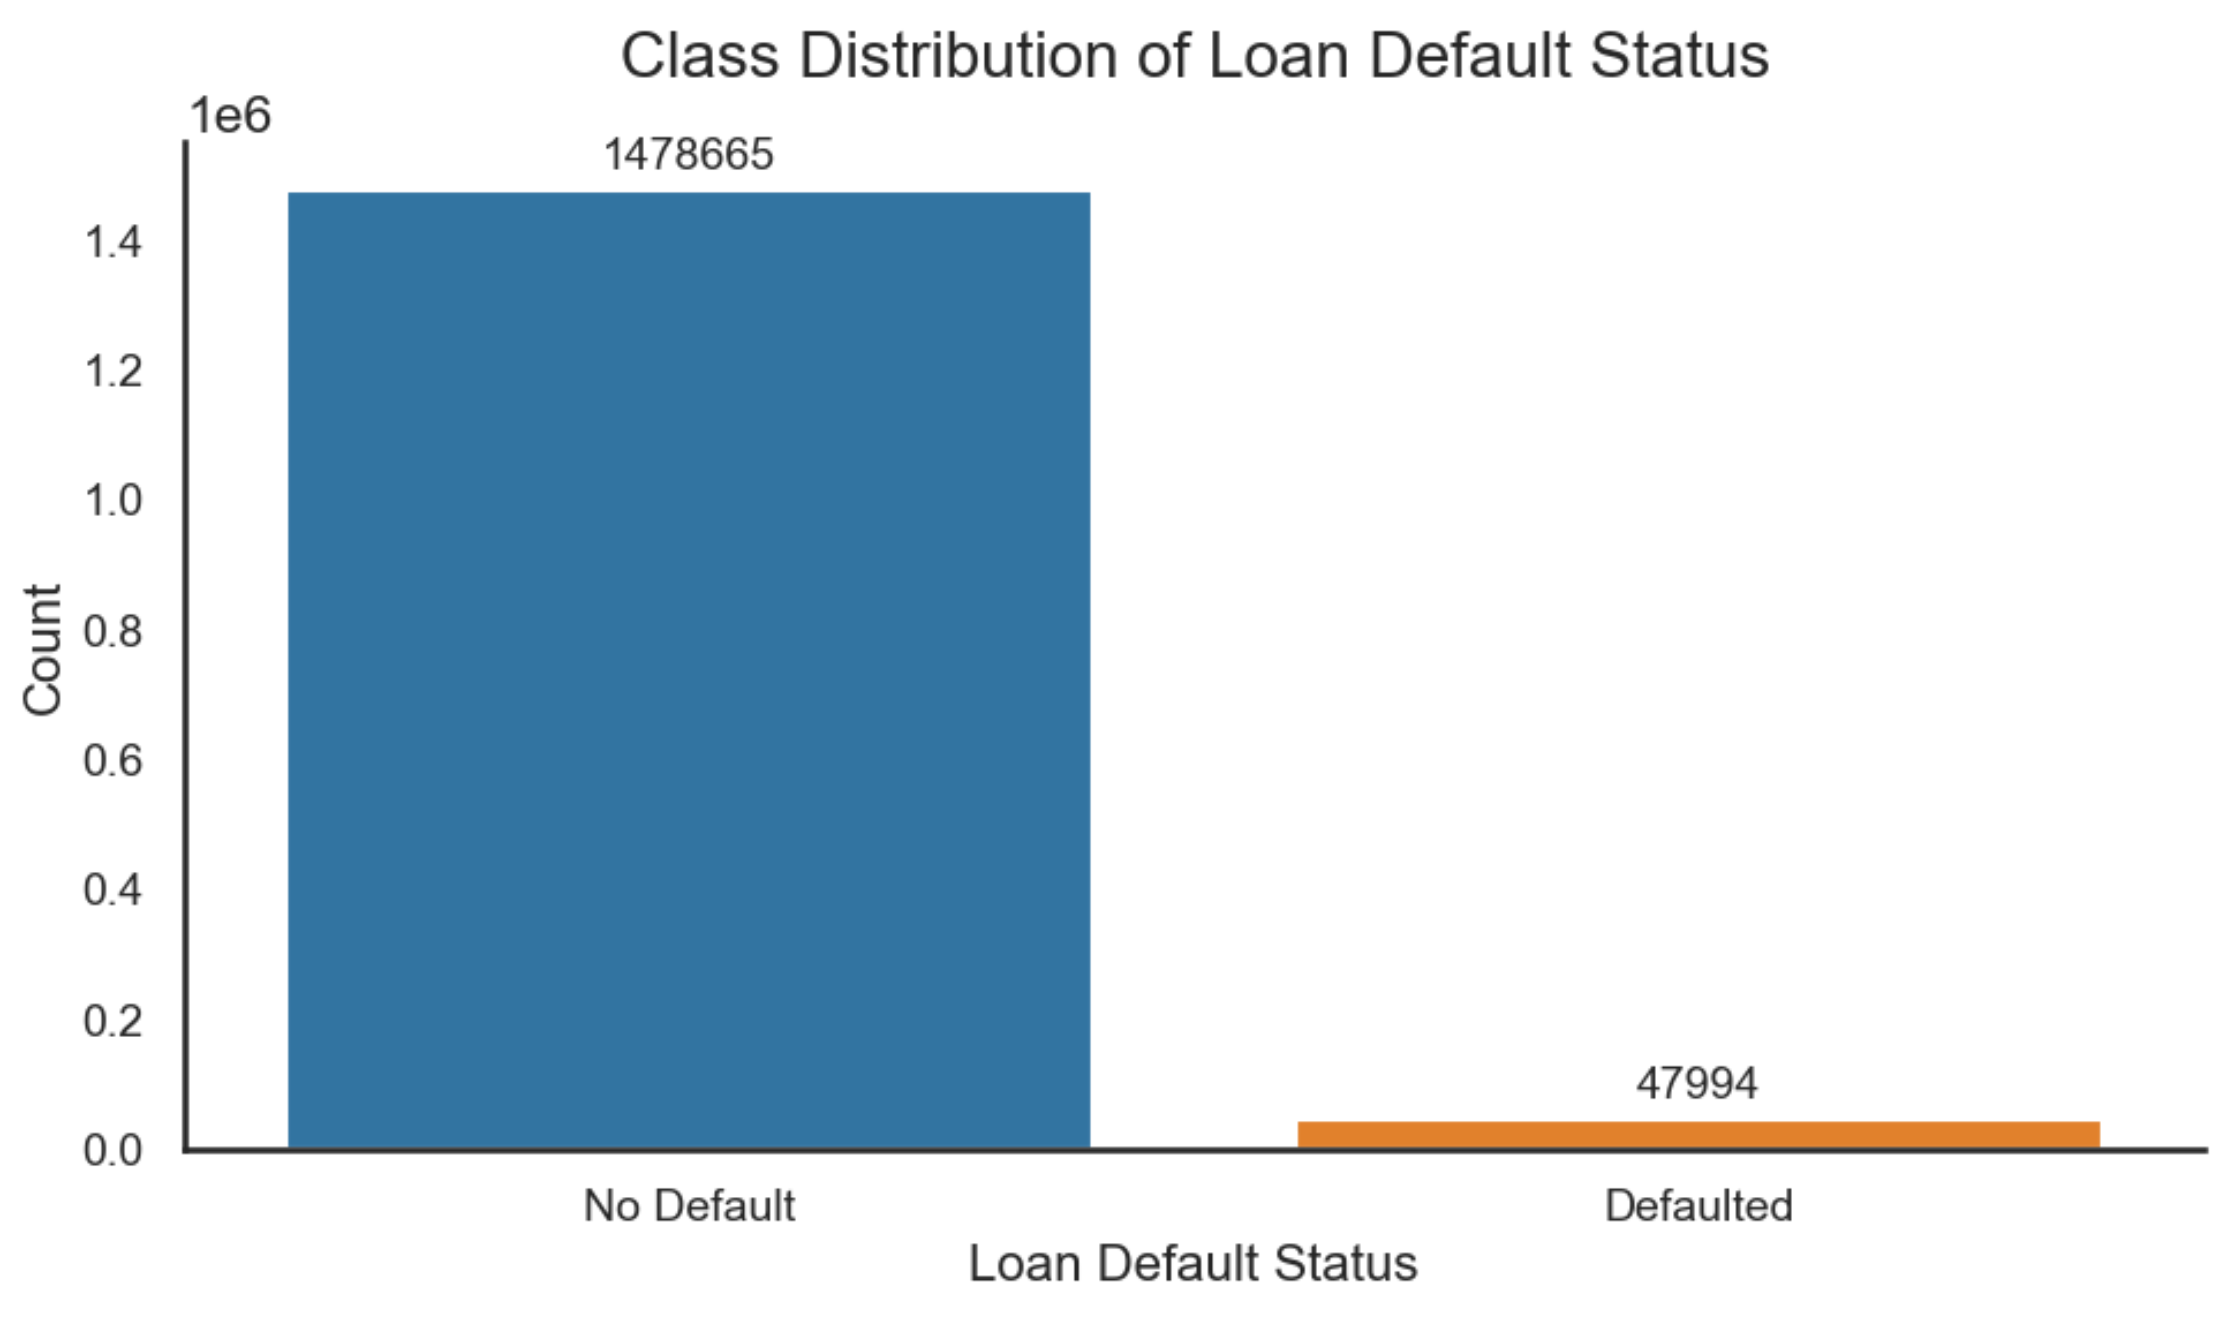 Class Distribution of Loan Default Status
1e6
1478665
1.4
1.2
1.0
0.8
0.6
0.4
0.2
0.0
Count
47994
No Default
Defaulted
Loan Default Status